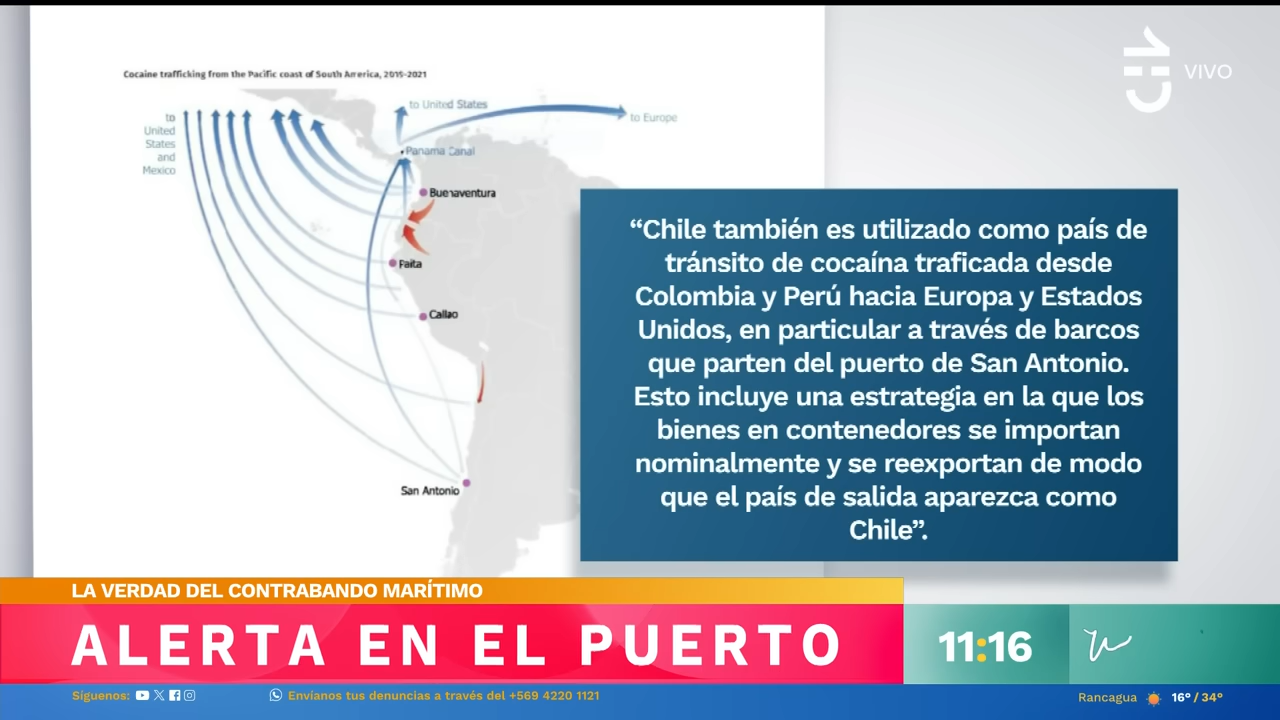 Cocaine trafficking from the Pacific coast of South America, 2015-2021
to United States
to Europe
to
United
States
and
Mexico
Panama Canal
Buenaventura
Paita
Callao
San Antonio
VIVO
“Chile también es utilizado como país de
tránsito de cocaína traficada desde
Colombia y Perú hacia Europa y Estados
Unidos, en particular a través de barcos
que parten del puerto de San Antonio.
Esto incluye una estrategia en la que los
bienes en contenedores se importan
nominalmente y se reexportan de modo
que el país de salida aparezca como
Chile”.
LA VERDAD DEL CONTRABANDO MARÍTIMO
ALERTA EN EL PUERTO
11:16
Síguenos:
Envíanos tus denuncias a través del +569 4220 1121
Rancagua 16° / 34°